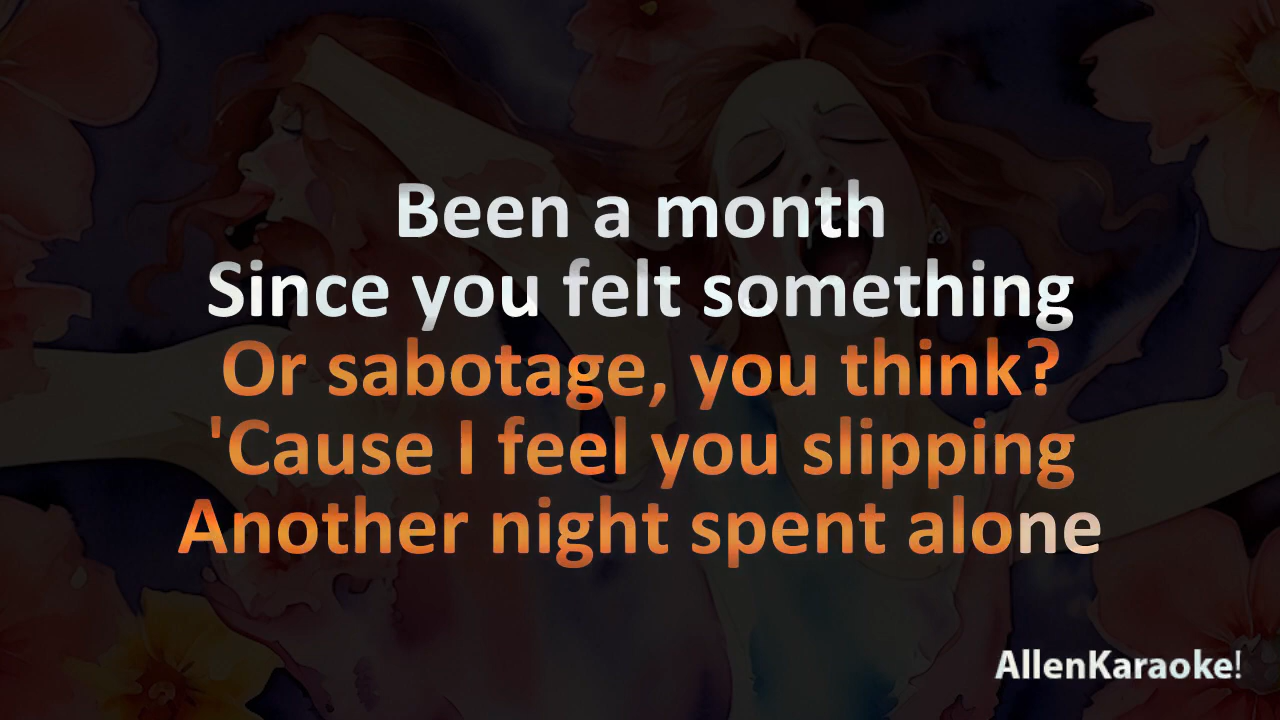 Been a month
Since you felt something
Or sabotage, you think?
'Cause I feel you slipping
Another night spent alone
AllenKaraoke!